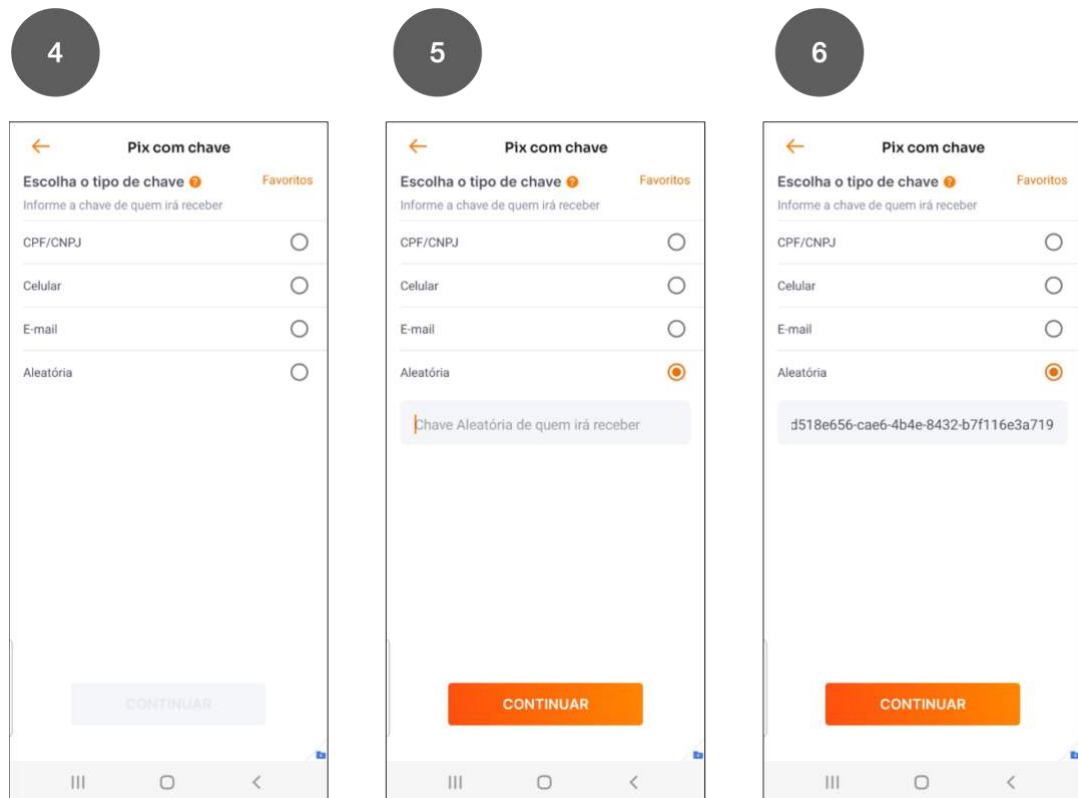 4
5
6
Pix com chave
Escolha o tipo de chave ?
Favoritos
Informe a chave de quem irá receber
CPF/CNPJ
Celular
E-mail
Aleatória
CONTINUAR
Pix com chave
Escolha o tipo de chave ?
Favoritos
Informe a chave de quem irá receber
CPF/CNPJ
Celular
E-mail
Aleatória
Chave Aleatória de quem irá receber
CONTINUAR
Pix com chave
Escolha o tipo de chave ?
Favoritos
Informe a chave de quem irá receber
CPF/CNPJ
Celular
E-mail
Aleatória
d518e656-cae6-4b4e-8432-b7f116e3a719
CONTINUAR